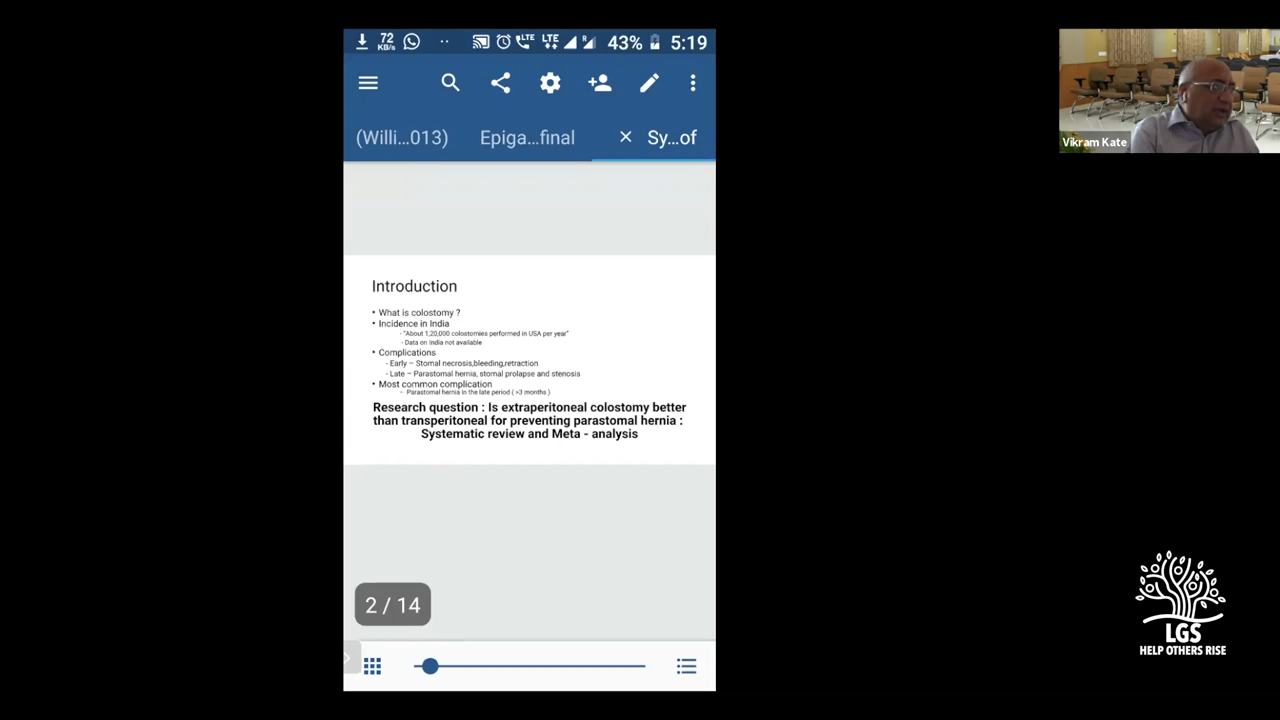 72
KB/s
LTE
LTE
R
43%
5:19
(Willi...013)
Epiga...final
× Sy...of
Introduction
• What is colostomy ?
• Incidence in India
- "About 1,20,000 colostomies performed in USA per year"
- Data on India not available
• Complications
- Early – Stomal necrosis,bleeding,retraction
- Late – Parastomal hernia, stomal prolapse and stenosis
• Most common complication
- Parastomal hernia in the late period ( >3 months )
Research question : Is extraperitoneal colostomy better
than transperitoneal for preventing parastomal hernia :
Systematic review and Meta - analysis
2 / 14
Vikram Kate
LGS
HELP OTHERS RISE